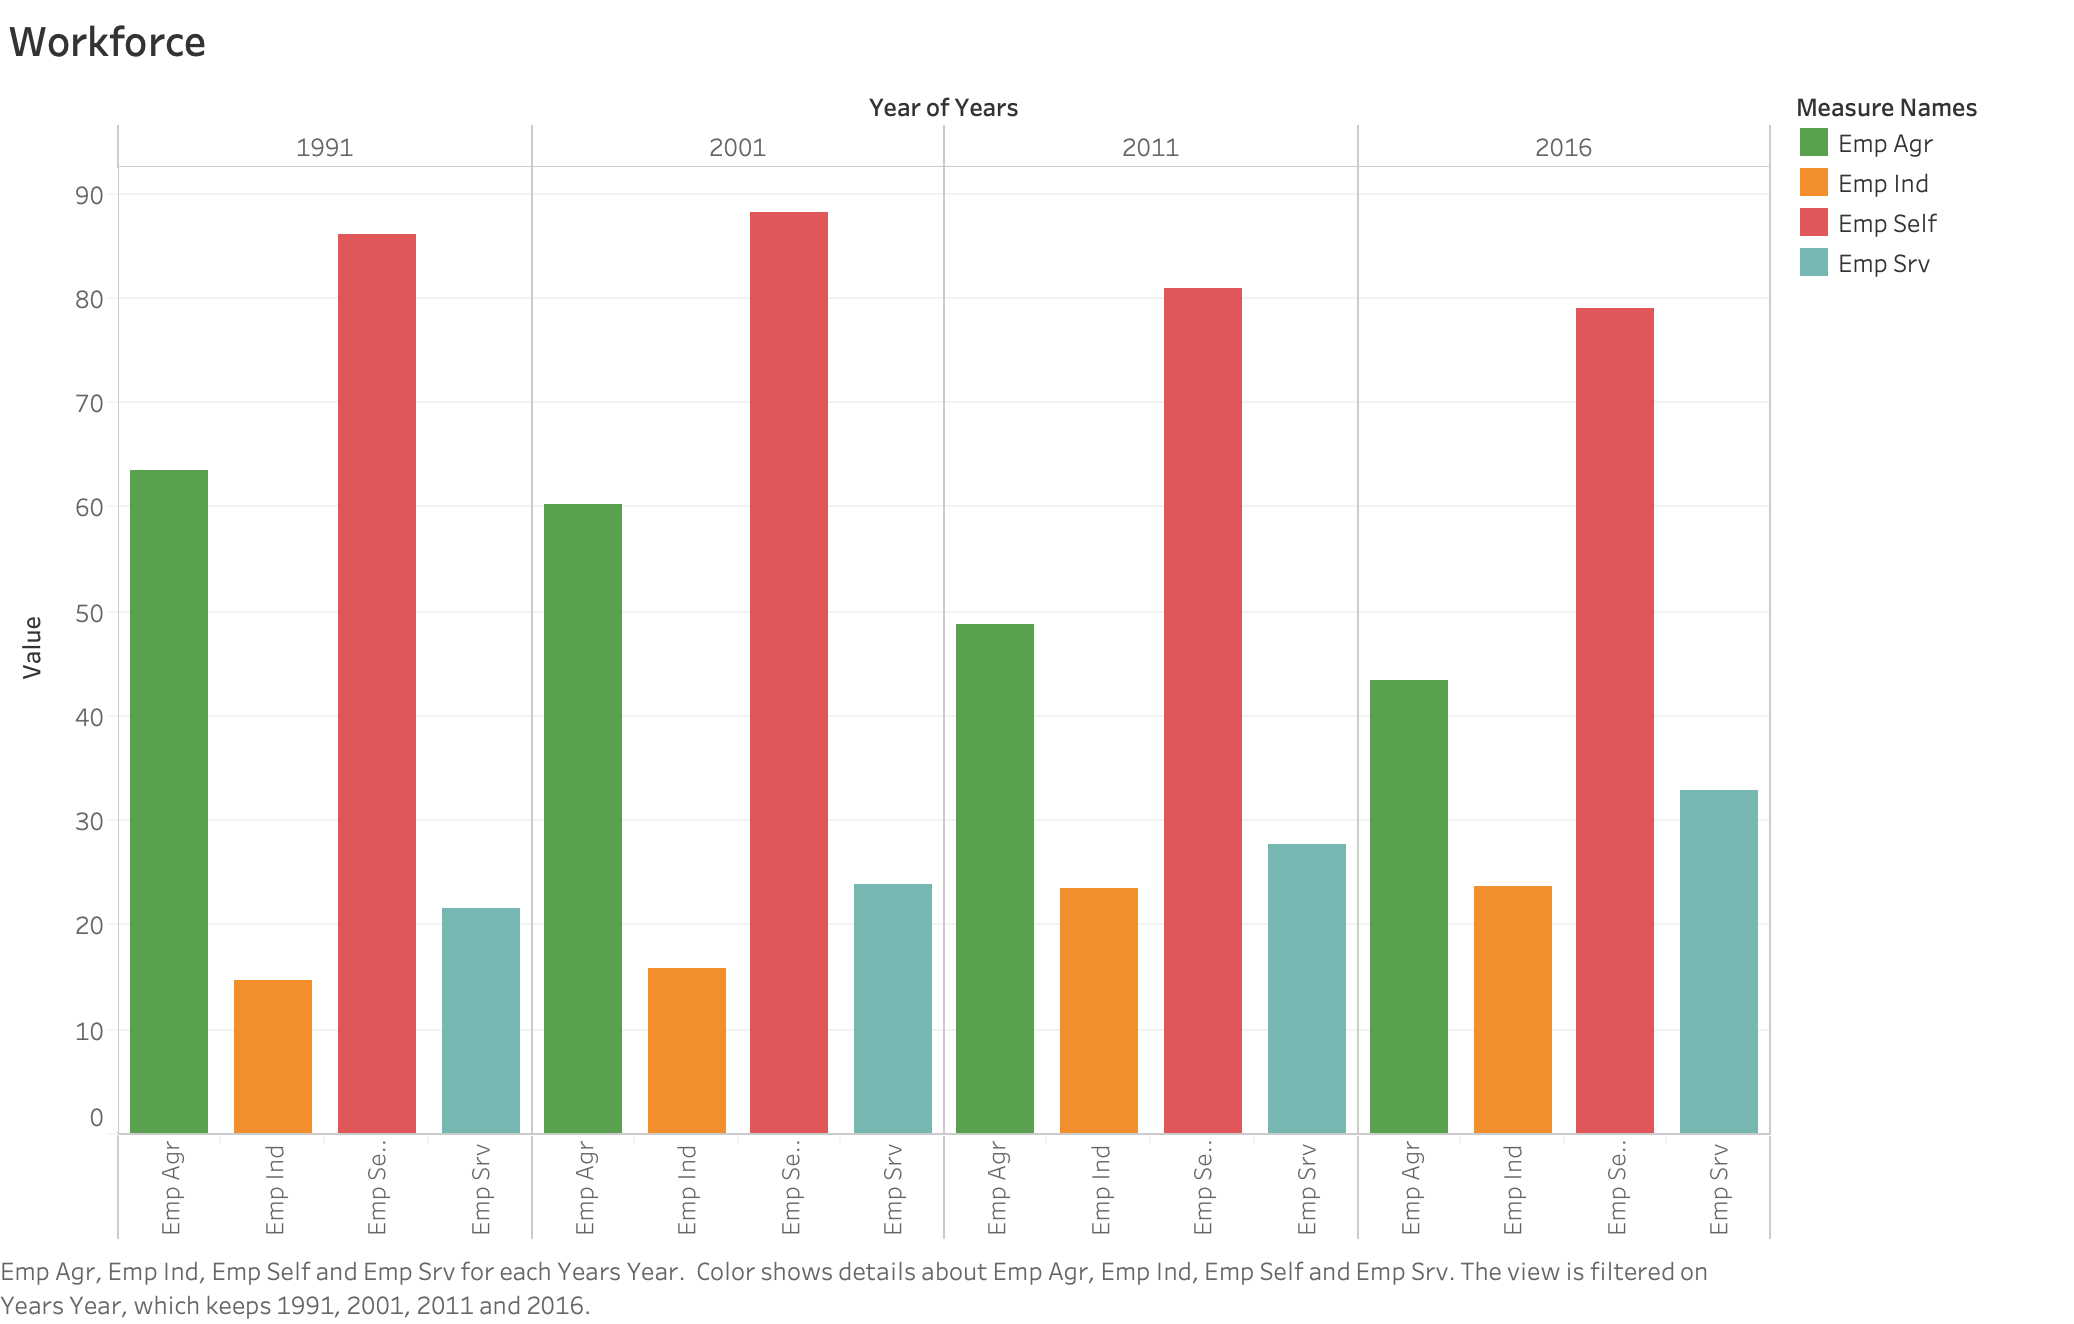 Workforce
Year of Years
1991 2001 2011 2016
Measure Names
Emp Agr
Emp Ind
Emp Self
Emp Srv
Value
90
80
70
60
50
40
30
20
10
0
Emp Agr Emp Ind Emp Se.. Emp Srv Emp Agr Emp Ind Emp Se.. Emp Srv Emp Agr Emp Ind Emp Se.. Emp Srv Emp Agr Emp Ind Emp Se.. Emp Srv
Emp Agr, Emp Ind, Emp Self and Emp Srv for each Years Year.  Color shows details about Emp Agr, Emp Ind, Emp Self and Emp Srv. The view is filtered on
Years Year, which keeps 1991, 2001, 2011 and 2016.